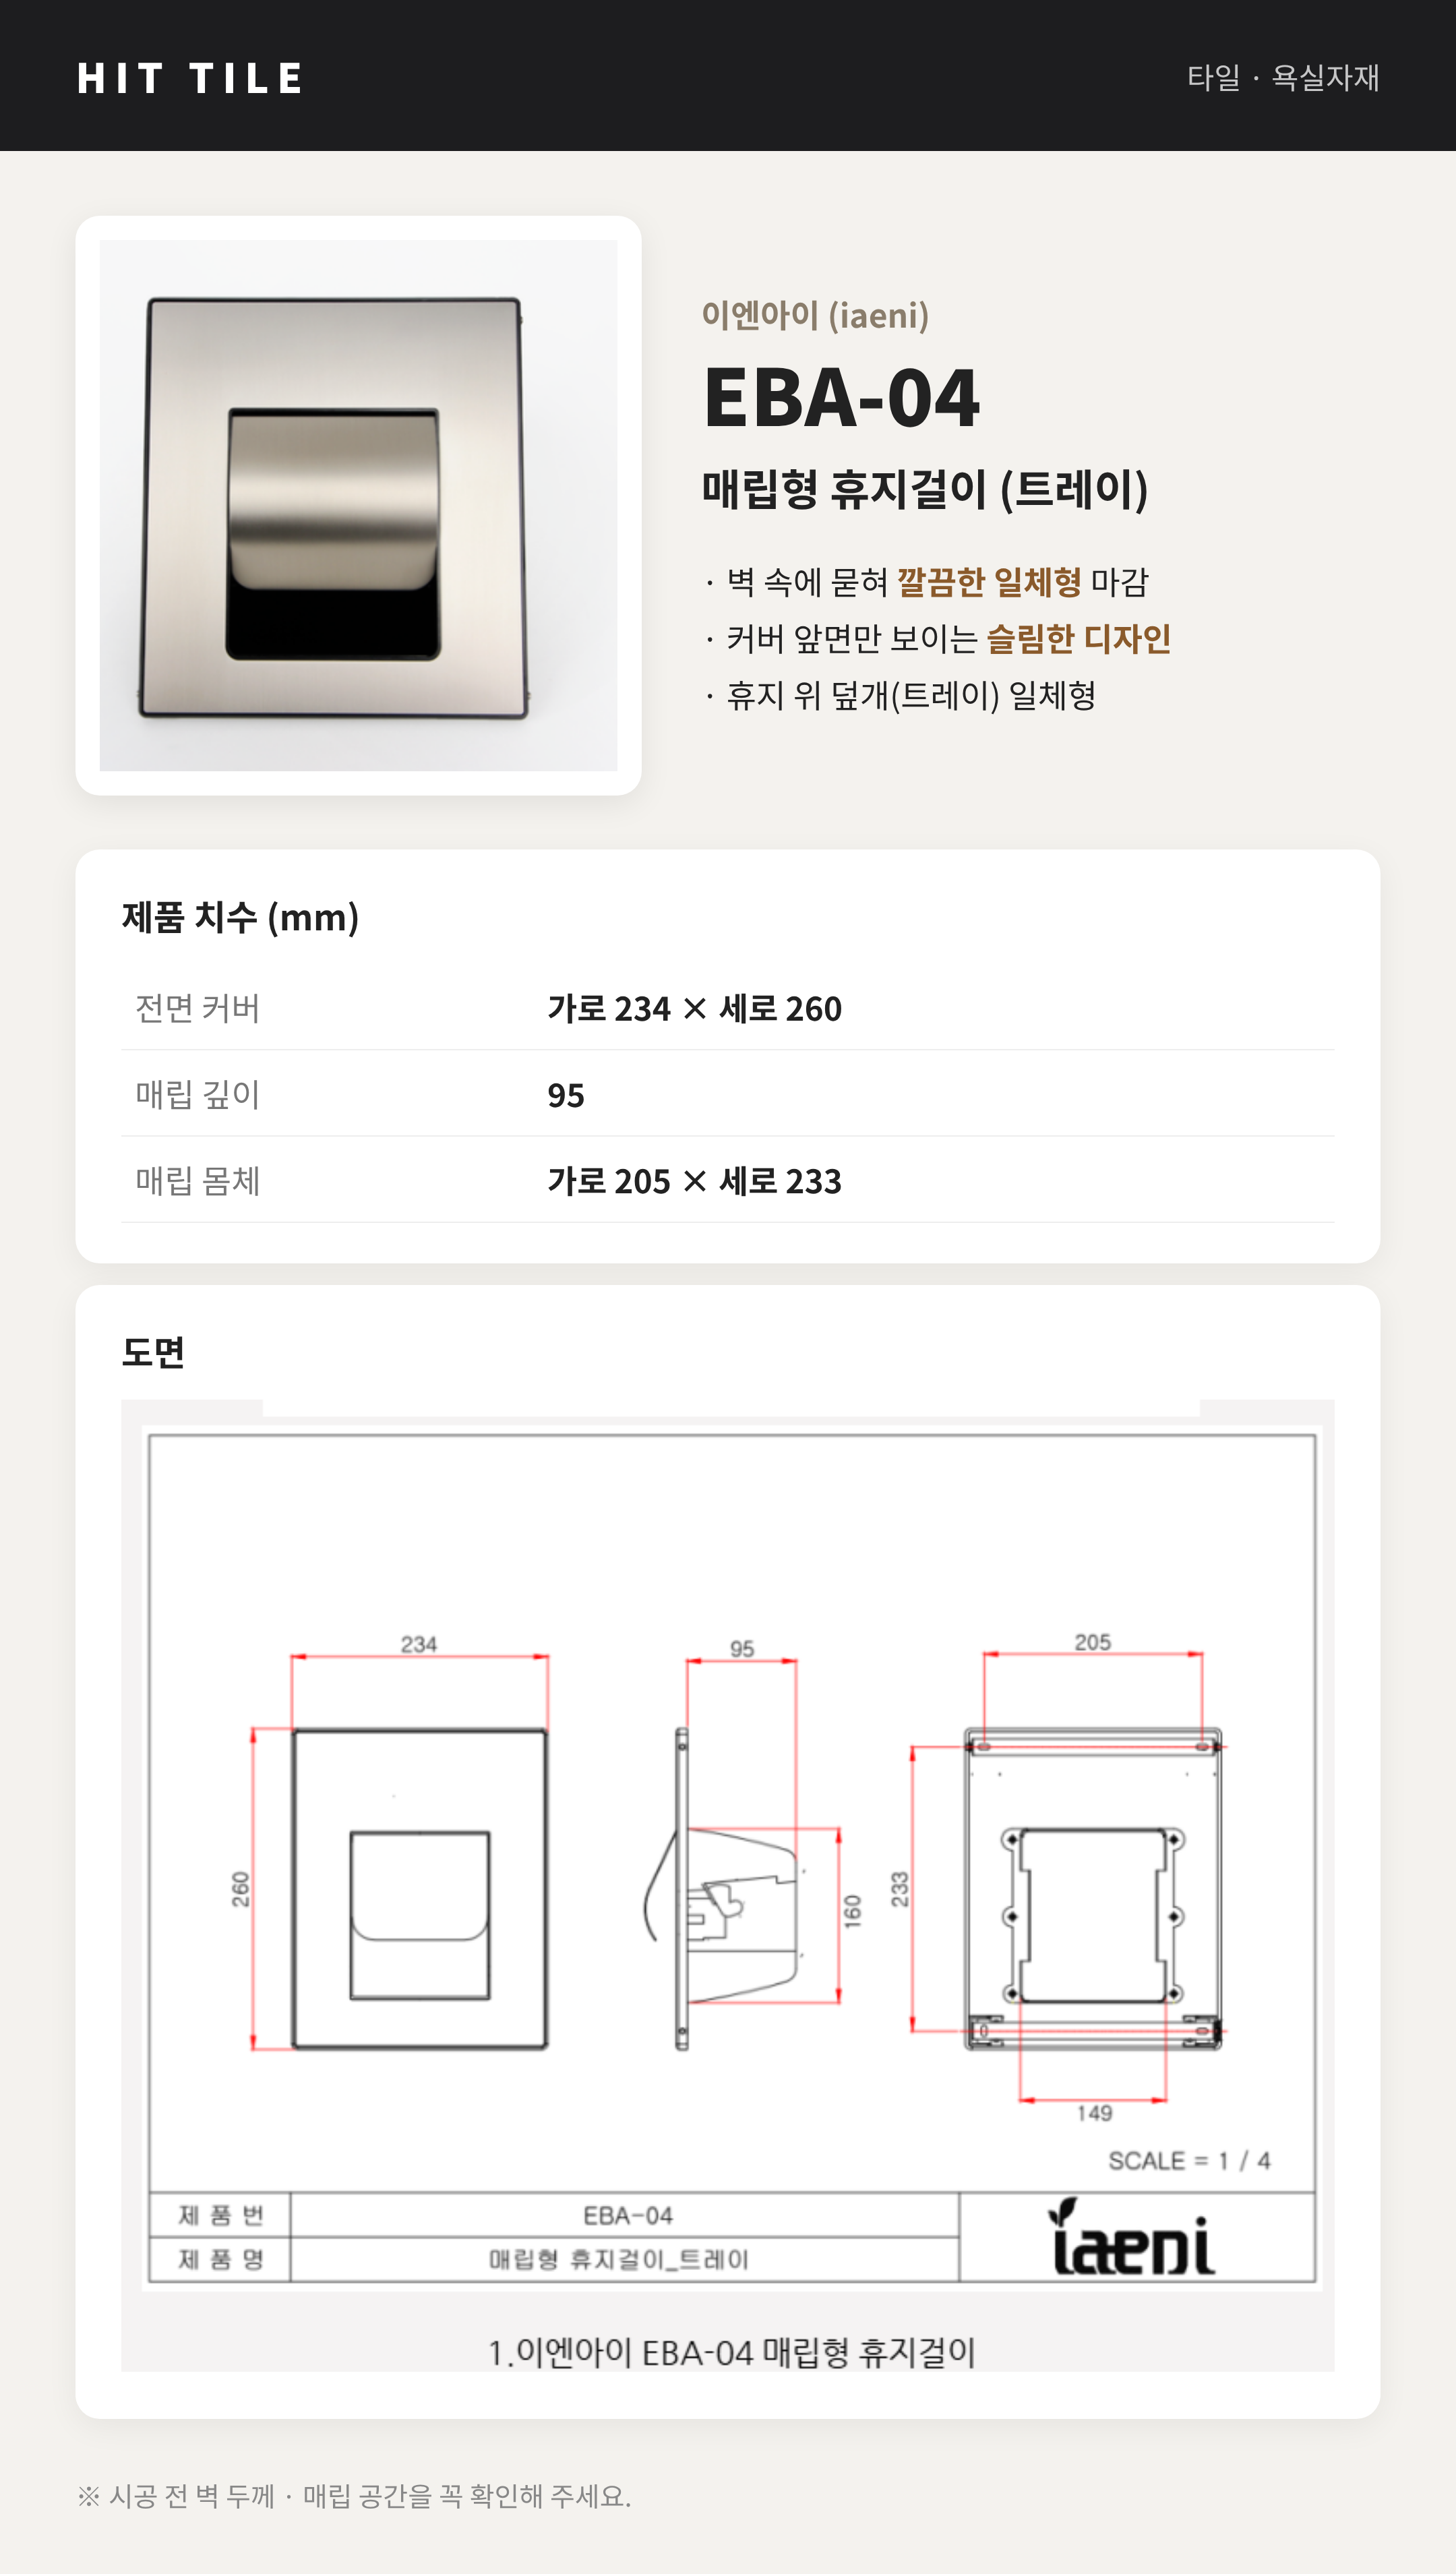 HIT TILE
타일 · 욕실자재
이엔아이 (iaeni)
EBA-04
매립형 휴지걸이 (트레이)
· 벽 속에 묻혀 깔끔한 일체형 마감
· 커버 앞면만 보이는 슬림한 디자인
· 휴지 위 덮개(트레이) 일체형
제품 치수 (mm)
전면 커버 가로 234 × 세로 260
매립 깊이 95
매립 몸체 가로 205 × 세로 233
도면
234
95
205
260
160
233
149
SCALE = 1 / 4
제 품 번 EBA-04
제 품 명 매립형 휴지걸이_트레이
iaeni
1.이엔아이 EBA-04 매립형 휴지걸이
※ 시공 전 벽 두께 · 매립 공간을 꼭 확인해 주세요.